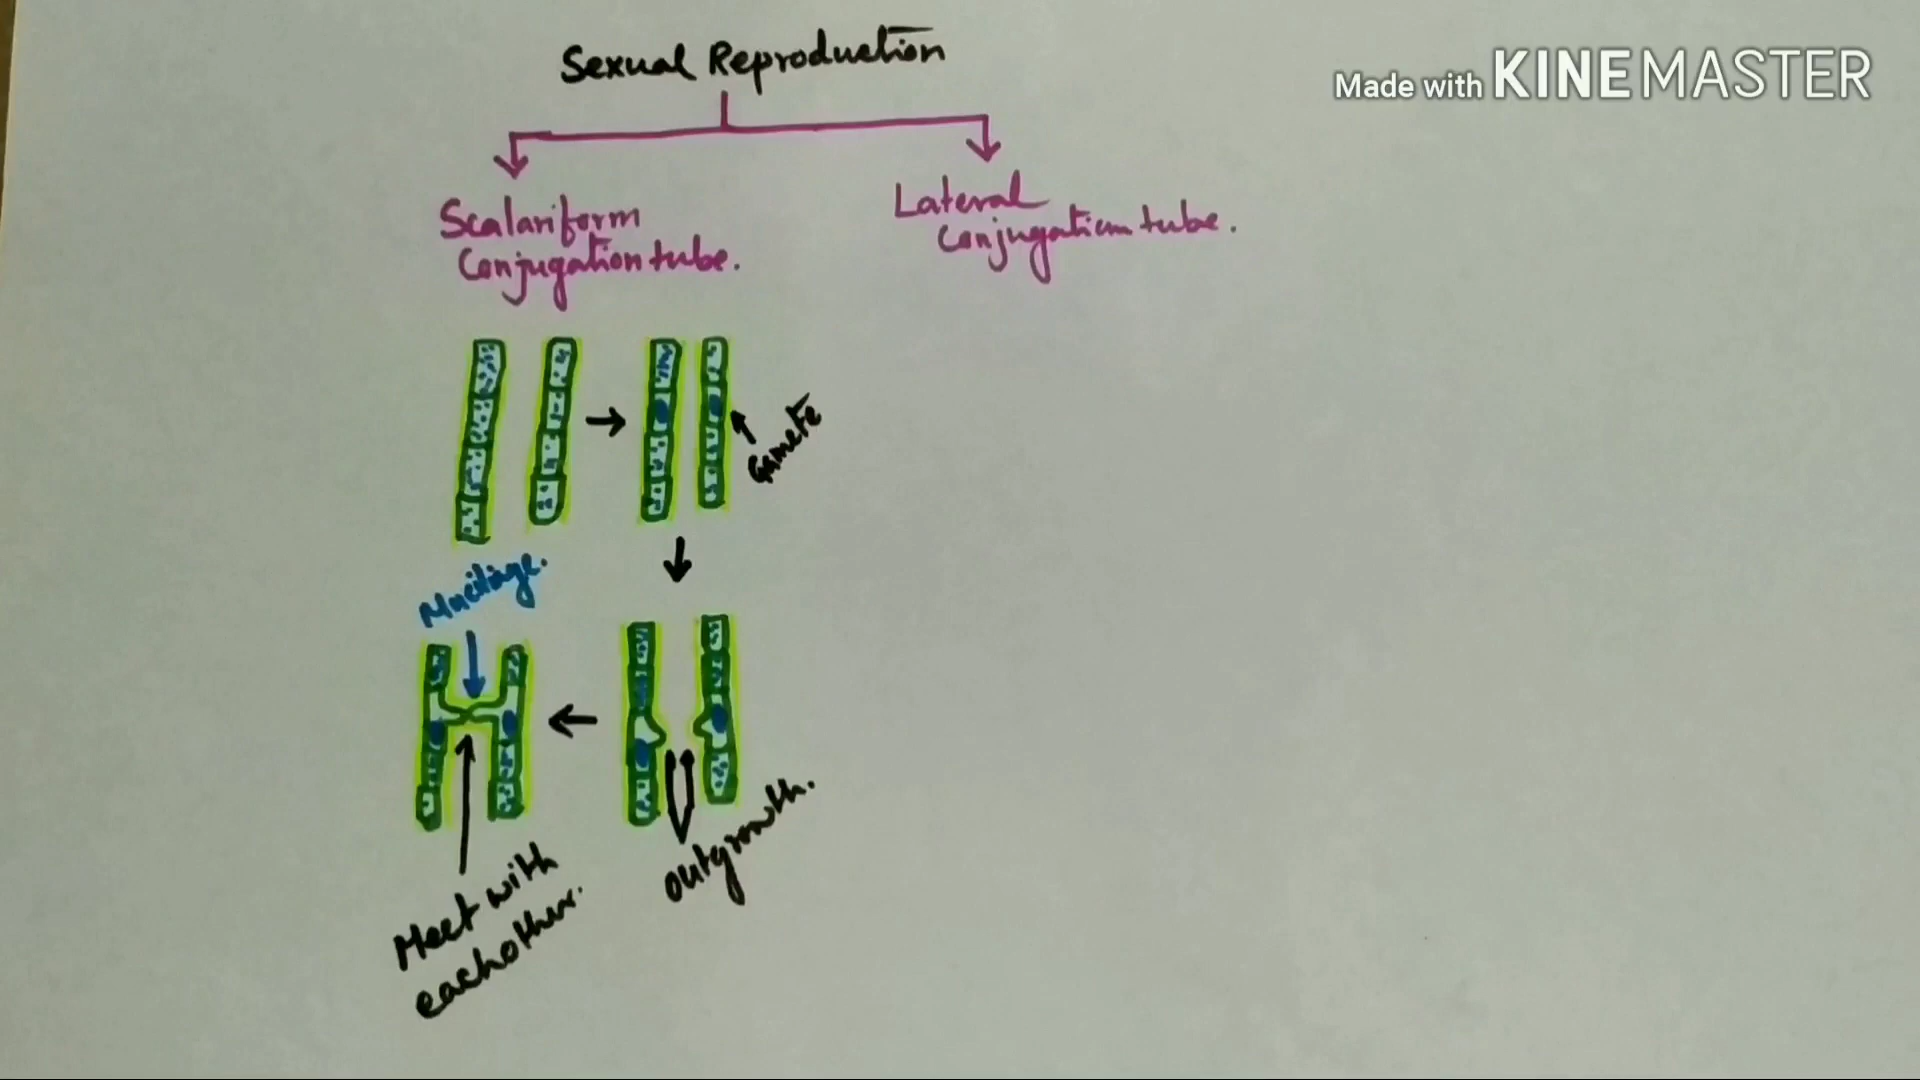 Sexual Reproduction
Made with KINEMASTER
Scalariform
Conjugation tube.
Lateral
Conjugation tube.
Gamete
Mucilage.
Outgrowth.
Meet with
eachother.